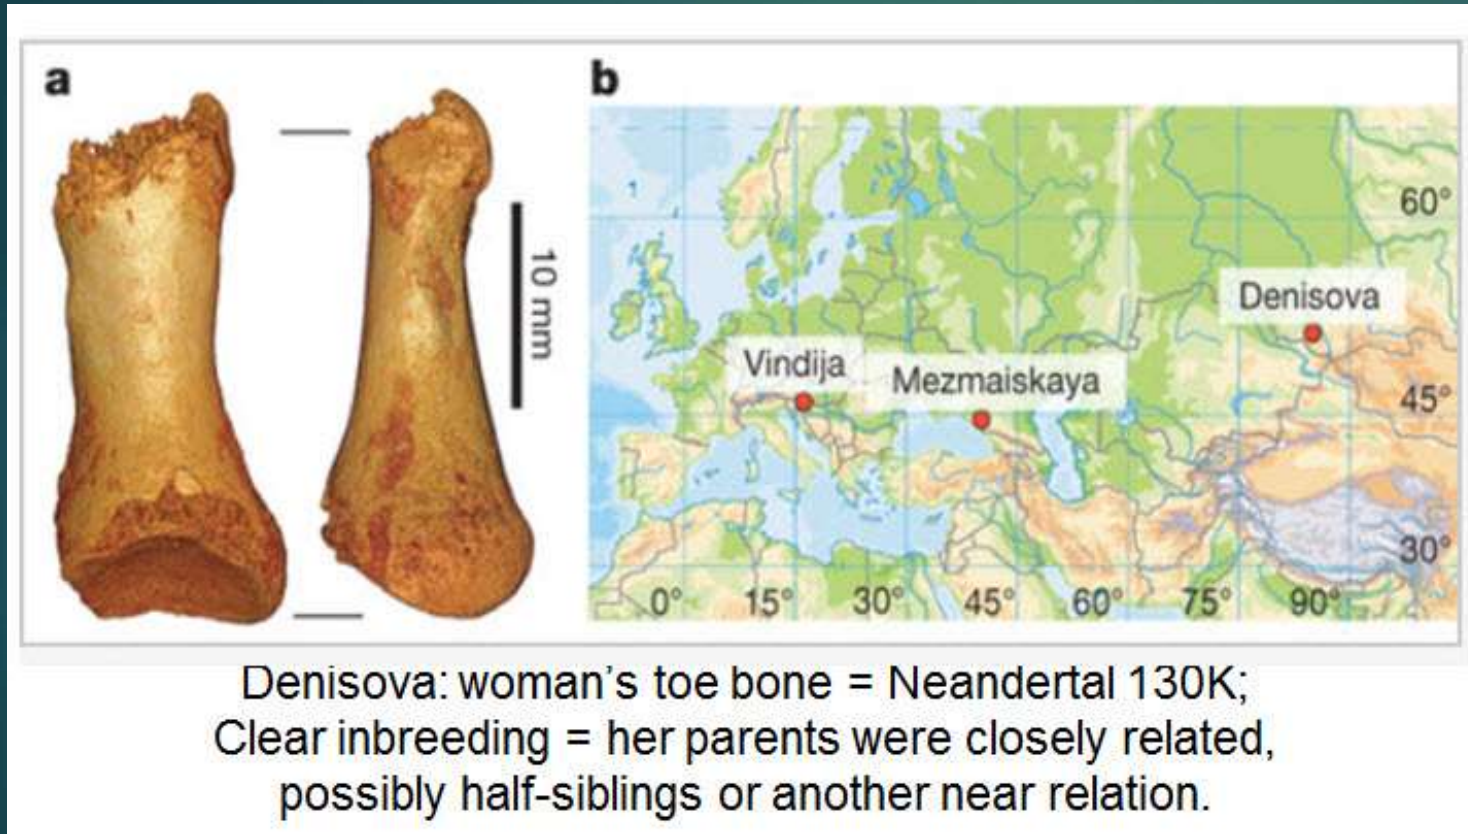 a
10 mm
b
60°
Denisova
Vindija
Mezmaiskaya
45°
30°
0° 15° 30° 45° 60° 75° 90°
Denisova: woman's toe bone = Neandertal 130K;
Clear inbreeding = her parents were closely related,
possibly half-siblings or another near relation.